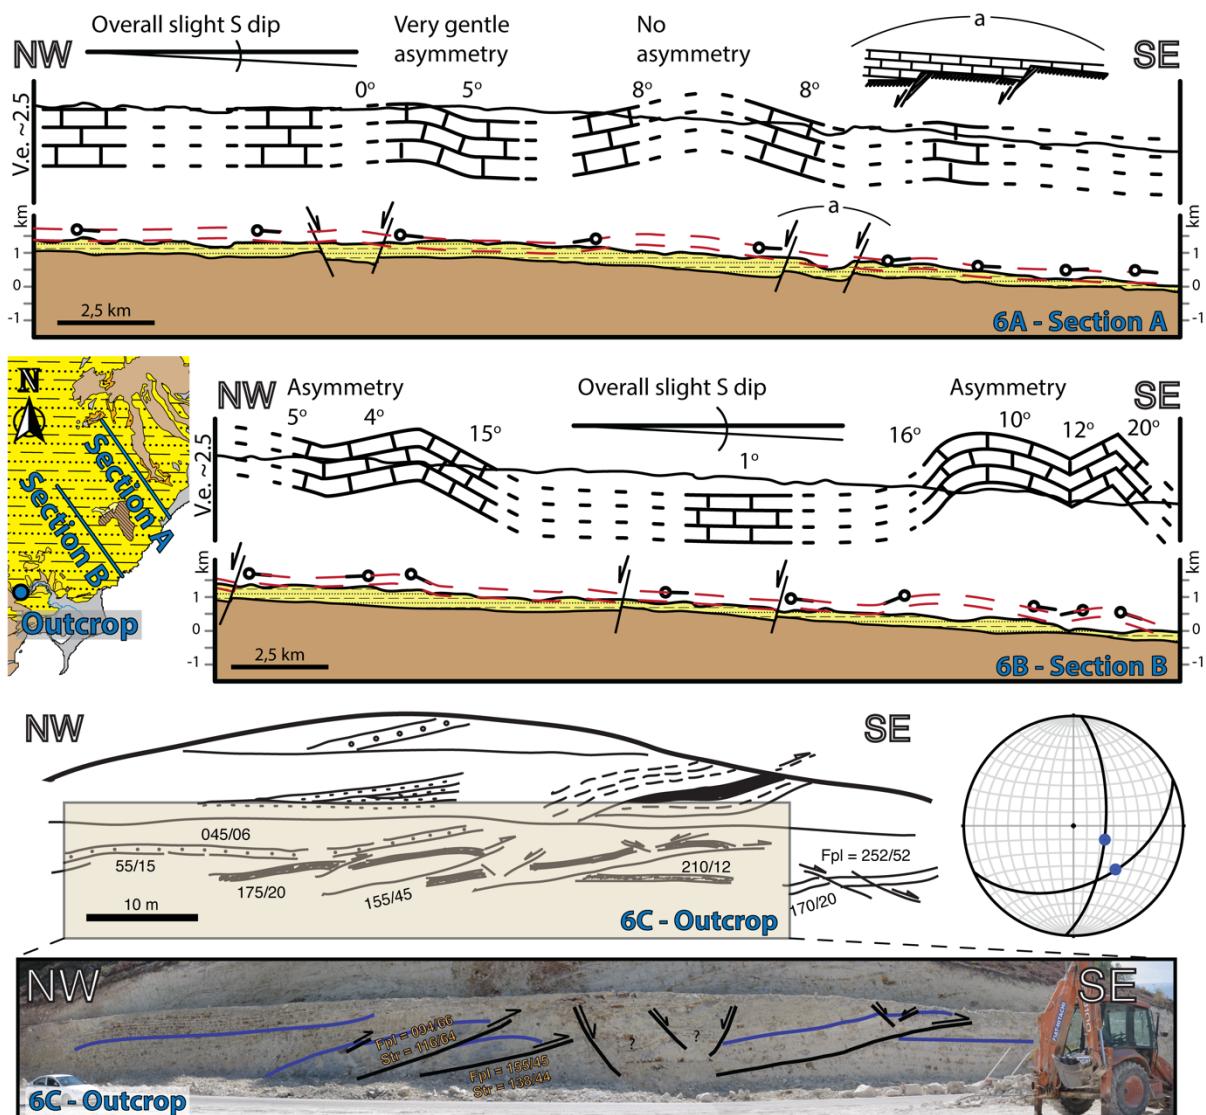 Overall slight S dip
Very gentle
asymmetry
No
asymmetry
a
NW
SE
0°
5°
8°
8°
V.e. ~2.5
km
1
0
-1
a
km
1
0
-1
2,5 km
6A - Section A
N
Section A
Section B
Outcrop
NW
Asymmetry
Overall slight S dip
Asymmetry
SE
5°
4°
15°
1°
16°
10°
12°
20°
V.e. ~2.5
km
1
0
-1
km
1
0
-1
2,5 km
6B - Section B
NW
SE
045/06
55/15
175/20
155/45
210/12
Fpl = 252/52
170/20
10 m
6C - Outcrop
NW
SE
Fpl = 094/66
Str = 116/64
Fpl = 155/45
Str = 138/44
?
?
6C - Outcrop